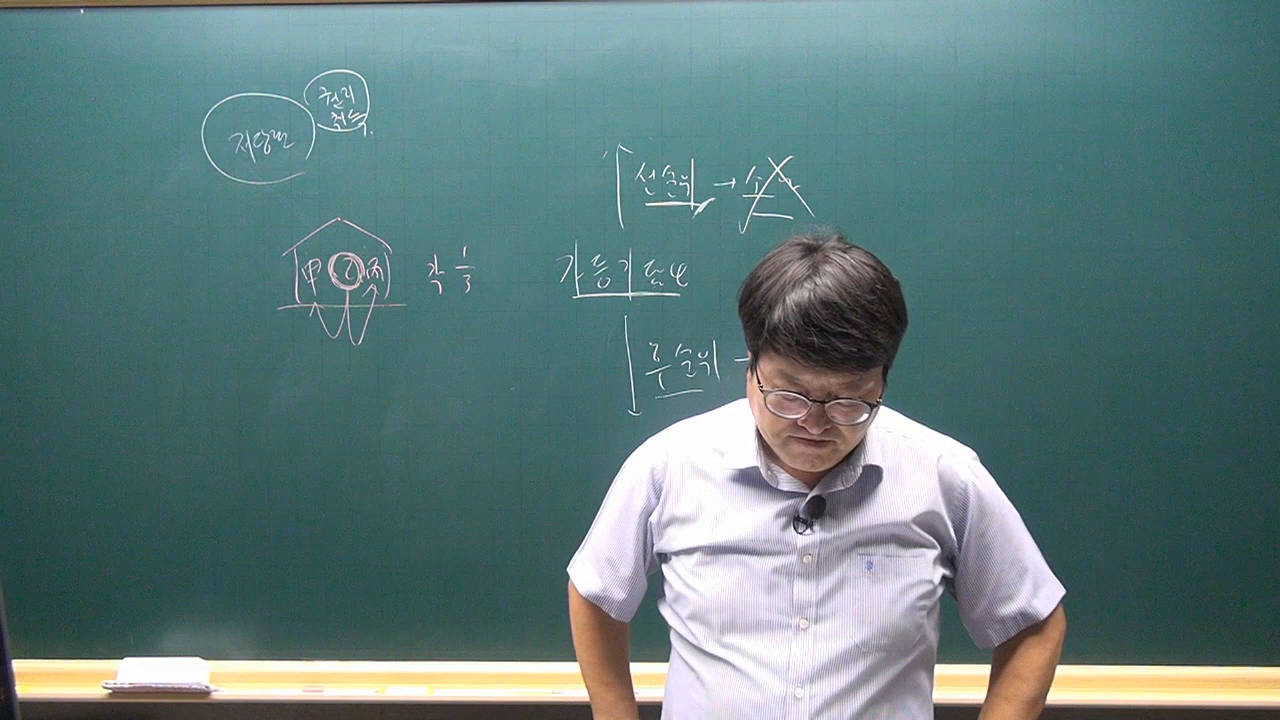 권리
저당권
선순위 →
甲 乙 丙 각 1/3
가등기담보
후순위 →